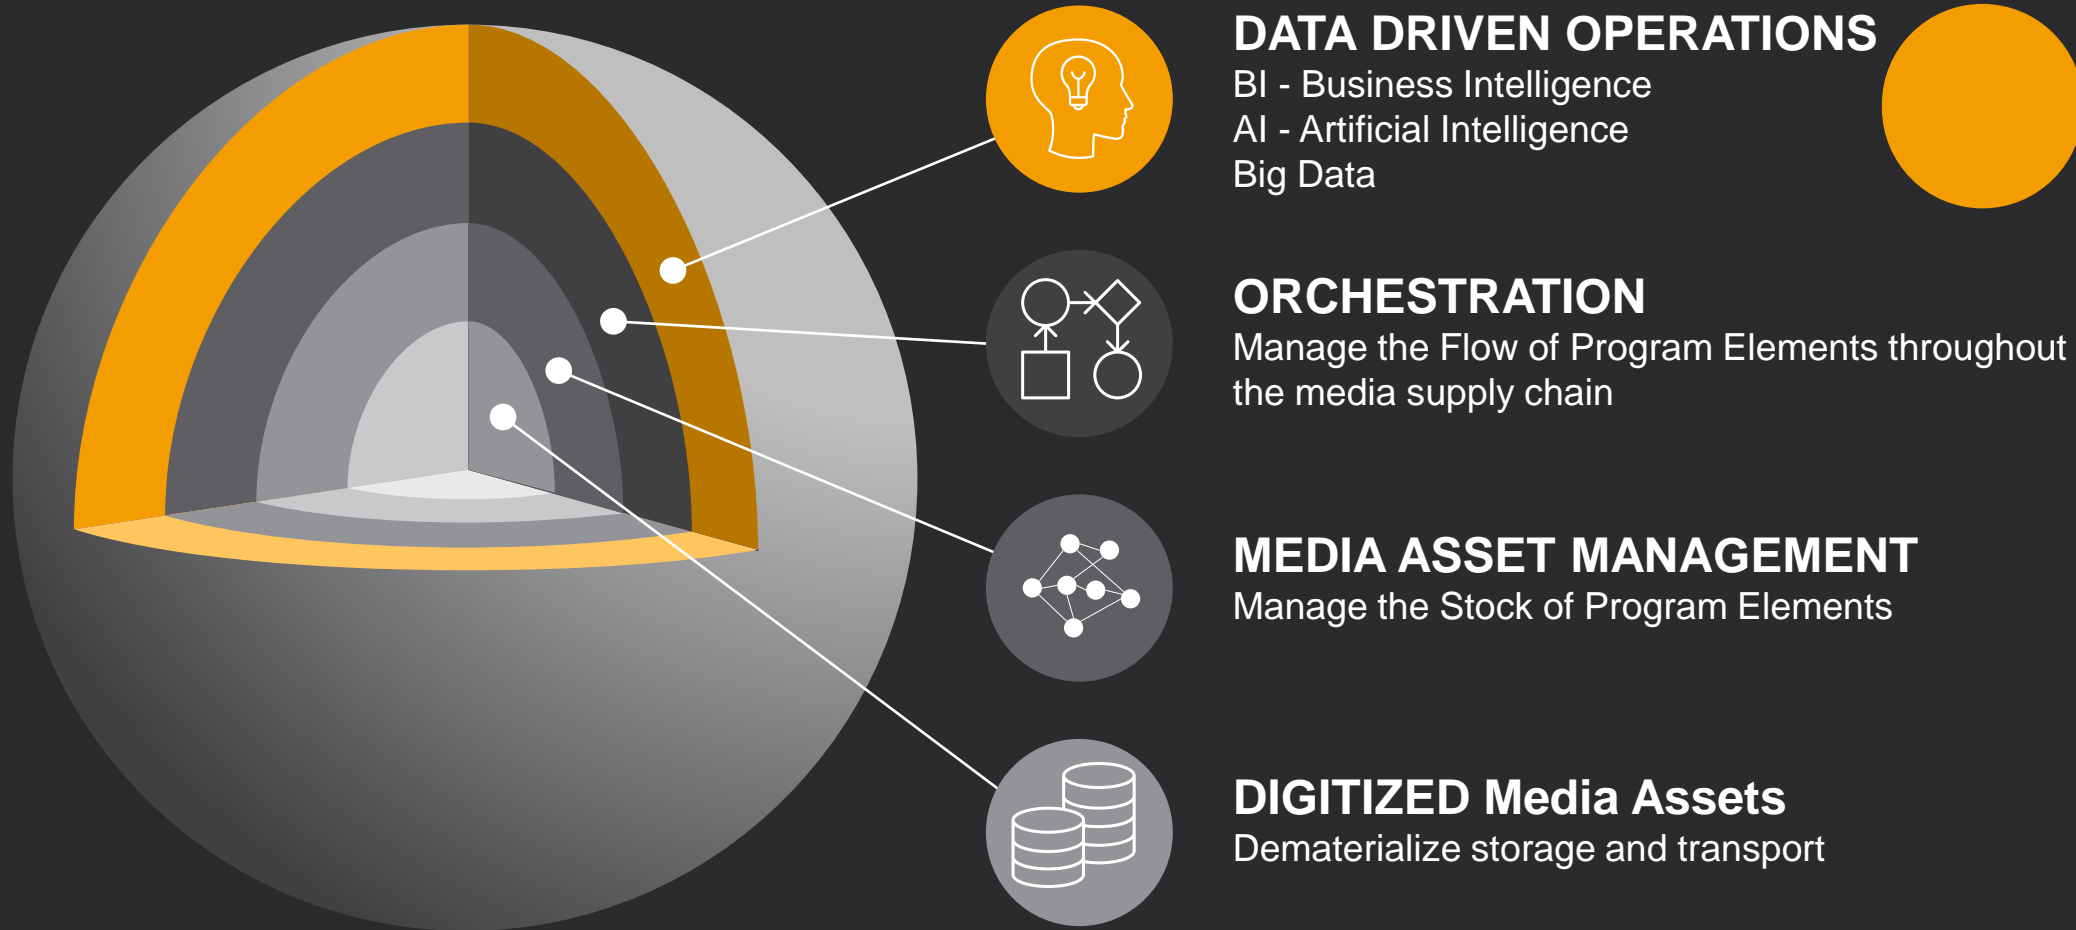 DATA DRIVEN OPERATIONS
BI - Business Intelligence
AI - Artificial Intelligence
Big Data
ORCHESTRATION
Manage the Flow of Program Elements throughout
the media supply chain
MEDIA ASSET MANAGEMENT
Manage the Stock of Program Elements
DIGITIZED Media Assets
Dematerialize storage and transport